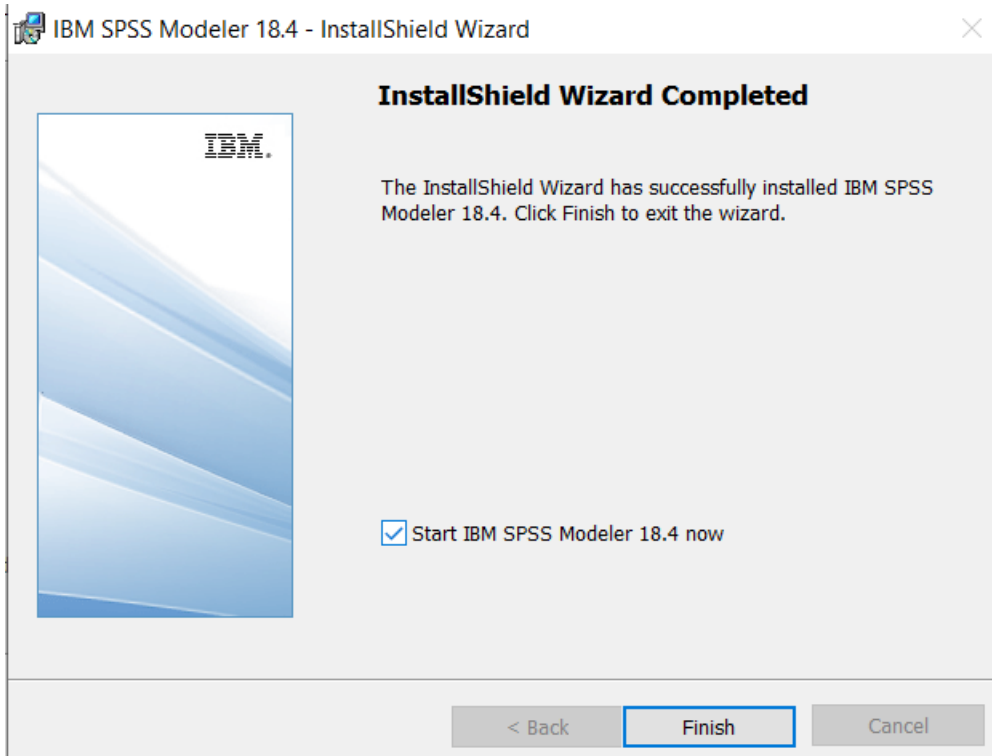 IBM SPSS Modeler 18.4 - InstallShield Wizard
InstallShield Wizard Completed
IBM.
The InstallShield Wizard has successfully installed IBM SPSS
Modeler 18.4. Click Finish to exit the wizard.
Start IBM SPSS Modeler 18.4 now
< Back
Finish
Cancel